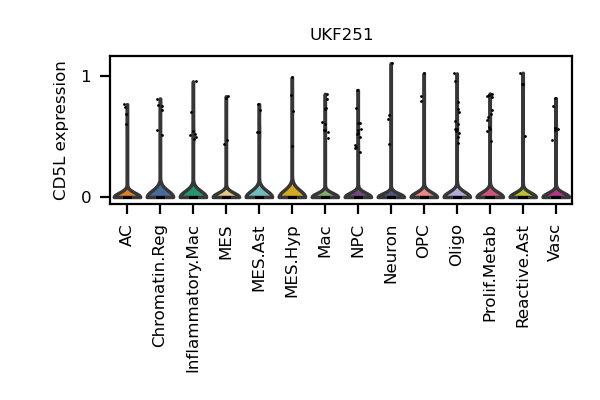 UKF251
CD5L expression
1
0
AC
Chromatin.Reg
Inflammatory.Mac
MES
MES.Ast
MES.Hyp
Mac
NPC
Neuron
OPC
Oligo
Prolif.Metab
Reactive.Ast
Vasc